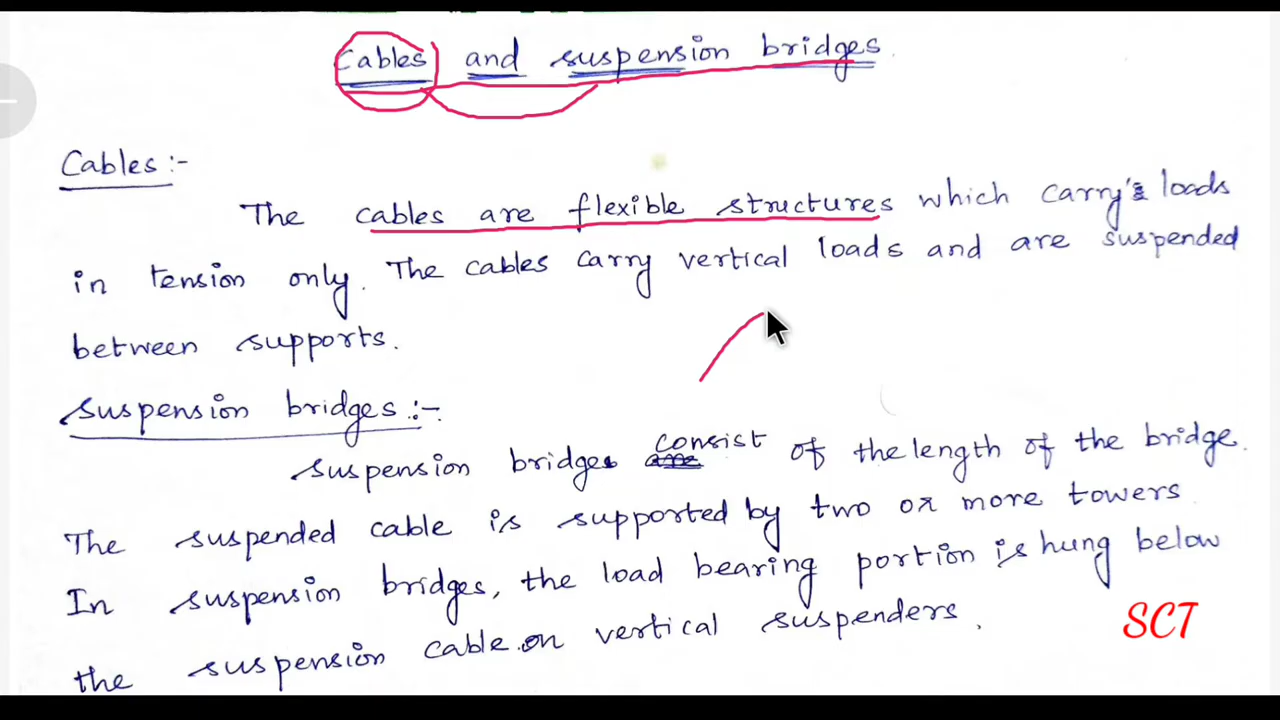 Cables and suspension bridges.
Cables :-
The cables are flexible structures which carry's loads
in tension only. The cables carry vertical loads and are suspended
between supports.
Suspension bridges :-
Suspension bridges consist of the length of the bridge.
The suspended cable is supported by two or more towers
In suspension bridges, the load bearing portion is hung below
the suspension cable on vertical suspenders.
SCT